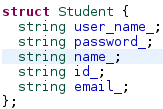 struct Student {
  string user_name_;
  string password_;
  string name_;
  string id_;
  string email_;
};